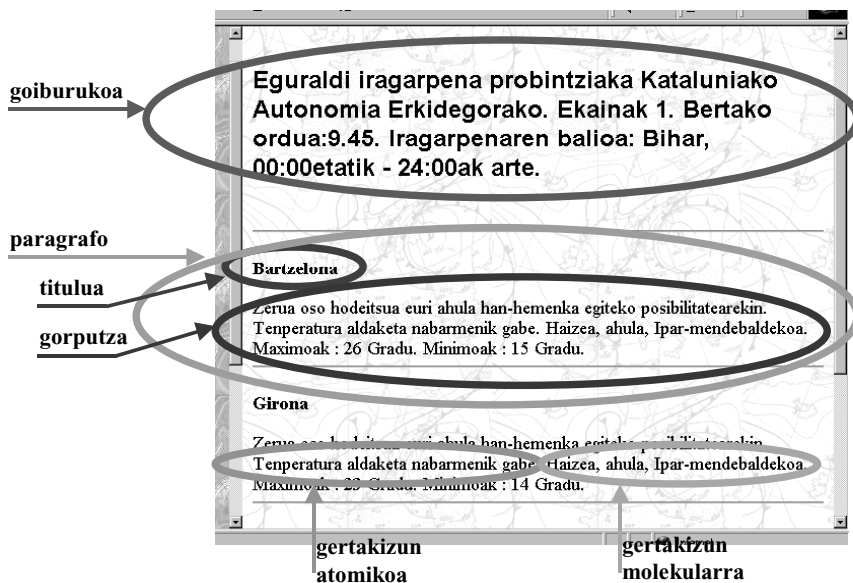 goiburukoa
Eguraldi iragarpena probintziaka Kataluniako
Autonomia Erkidegorako. Ekainak 1. Bertako
ordua:9.45. Iragarpenaren balioa: Bihar,
00:00etatik - 24:00ak arte.
paragrafo
titulua
Bartzelona
gorputza
Zerua oso hodeitsua euri ahula han-hemenka egiteko posibilitatearekin.
Tenperatura aldaketa nabarmenik gabe. Haizea, ahula, Ipar-mendebaldekoa.
Maximoak : 26 Gradu. Minimoak : 15 Gradu.
Girona
Zerua oso hodeitsua euri ahula han-hemenka egiteko posibilitatearekin.
Tenperatura aldaketa nabarmenik gabe. Haizea, ahula, Ipar-mendebaldekoa.
Maximoak : 23 Gradu. Minimoak : 14 Gradu.
gertakizun
atomikoa
gertakizun
molekularra